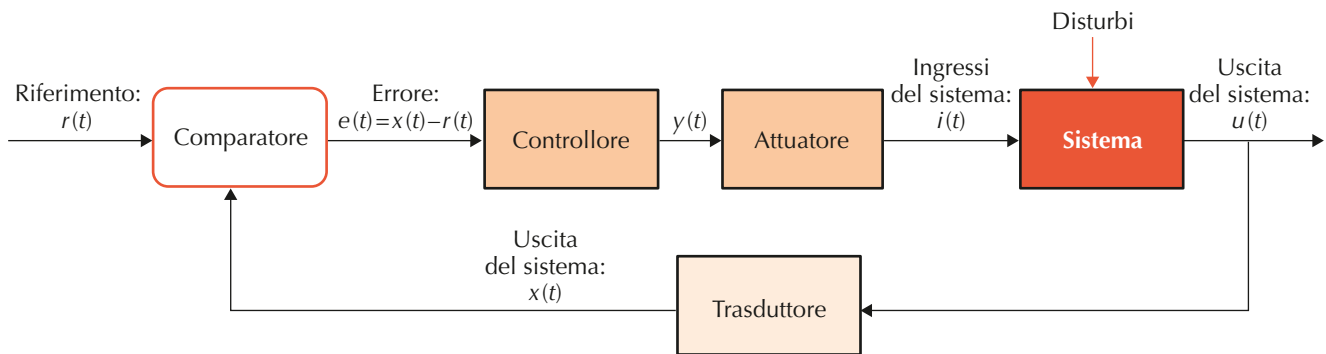 Disturbi
Riferimento:
r(t)
Comparatore
Errore:
e(t)=x(t)−r(t)
Controllore
y(t)
Attuatore
Ingressi
del sistema:
i(t)
Sistema
Uscita
del sistema:
u(t)
Uscita
del sistema:
x(t)
Trasduttore